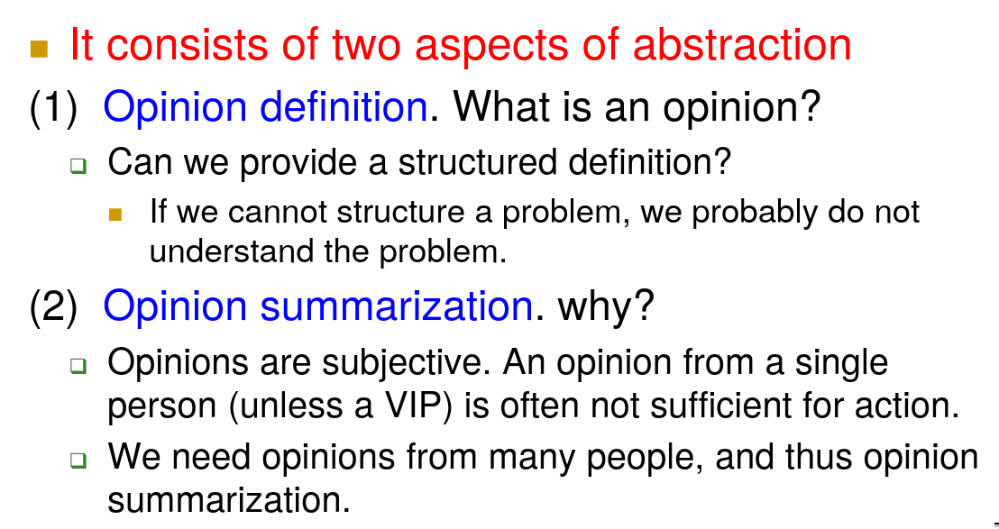 It consists of two aspects of abstraction
(1) Opinion definition. What is an opinion?
Can we provide a structured definition?
If we cannot structure a problem, we probably do not
understand the problem.
(2) Opinion summarization. why?
Opinions are subjective. An opinion from a single
person (unless a VIP) is often not sufficient for action.
We need opinions from many people, and thus opinion
summarization.